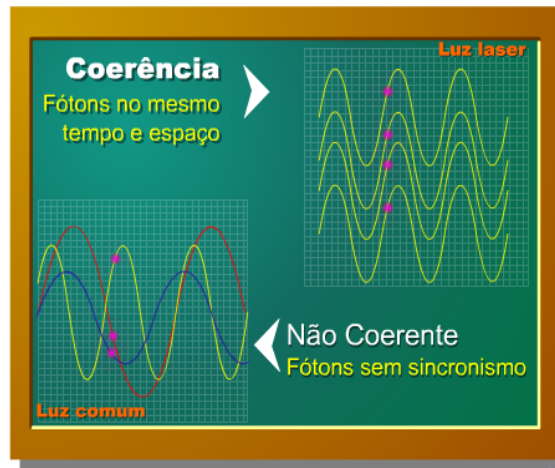 Luz laser
Coerência
Fótons no mesmo
tempo e espaço
Não Coerente
Fótons sem sincronismo
Luz comum